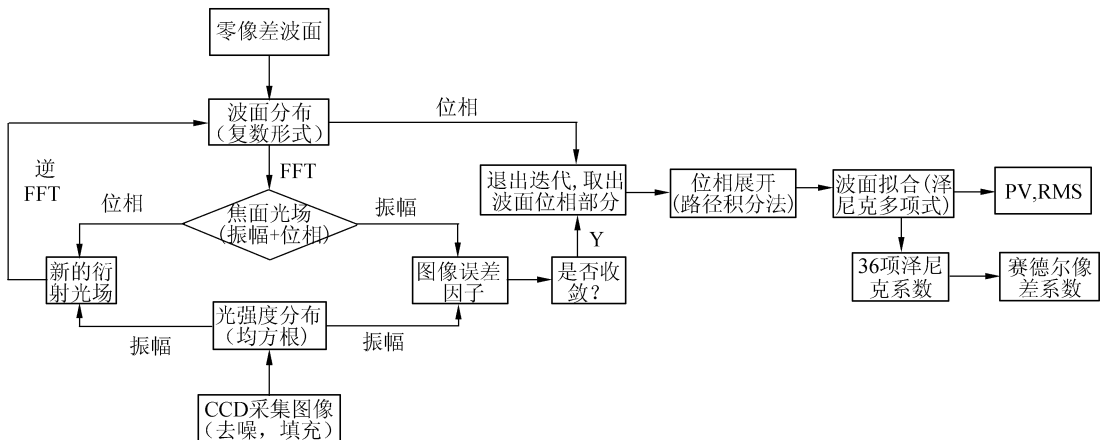 零像差波面
波面分布
（复数形式）
位相
逆
FFT
FFT
位相
焦面光场
(振幅+位相)
振幅
退出迭代,取出
波面位相部分
位相展开
(路径积分法)
波面拟合(泽
尼克多项式)
PV,RMS
Y
新的衍
射光场
图像误差
因子
是否收
敛?
36项泽尼
克系数
赛德尔像
差系数
光强度分布
（均方根）
振幅
振幅
CCD采集图像
（去噪，填充）